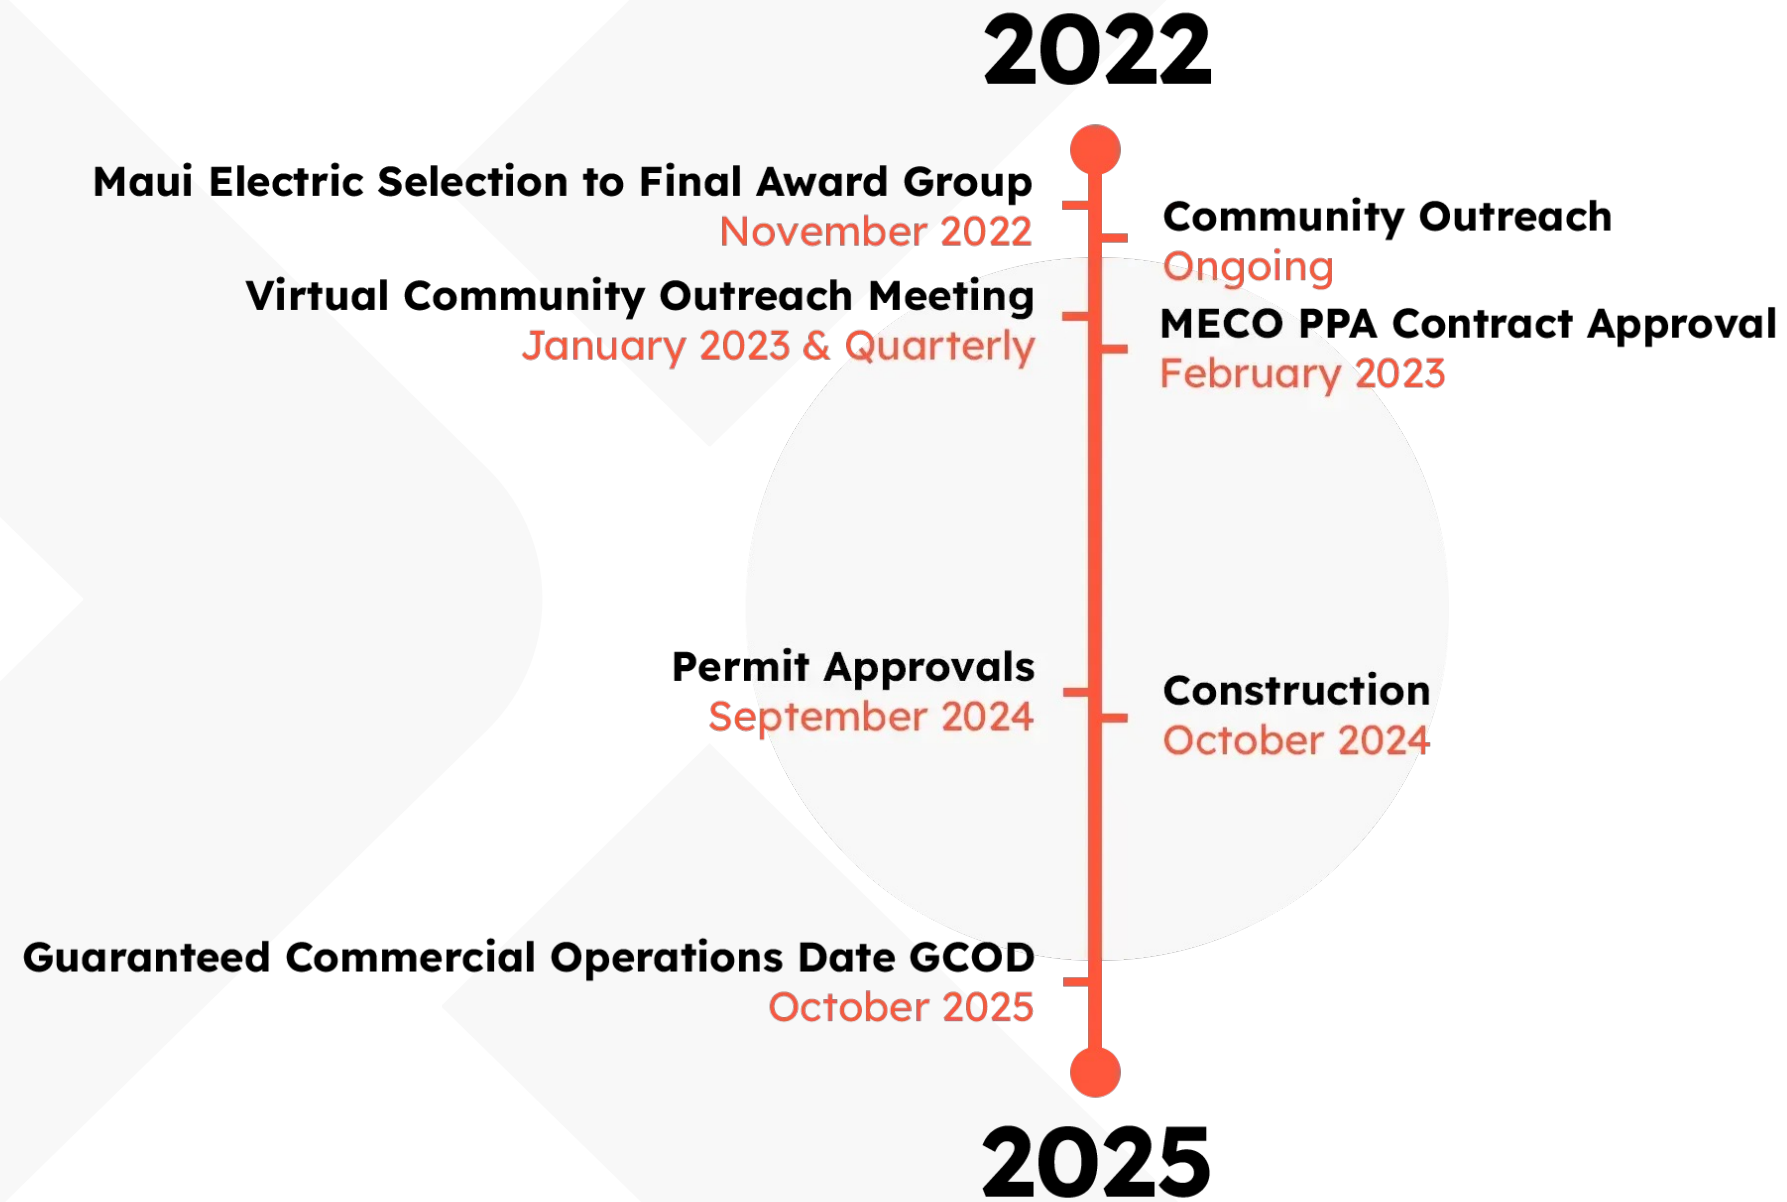 2022
Maui Electric Selection to Final Award Group
November 2022
Community Outreach
Ongoing
Virtual Community Outreach Meeting
January 2023 & Quarterly
MECO PPA Contract Approval
February 2023
Permit Approvals
September 2024
Construction
October 2024
Guaranteed Commercial Operations Date GCOD
October 2025
2025